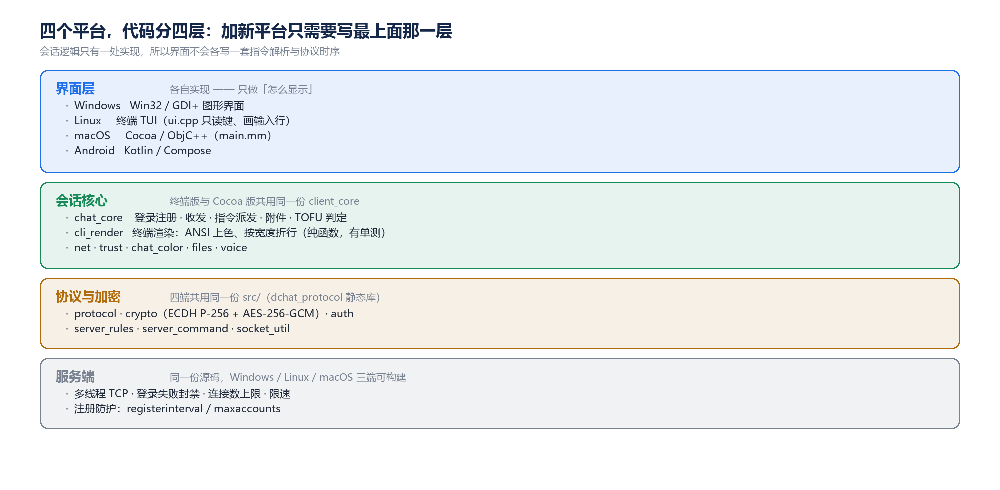 四个平台，代码分四层：加新平台只需要写最上面那一层
会话逻辑只有一处实现，所以界面不会各写一套指令解析与协议时序
界面层 各自实现 —— 只做「怎么显示」
· Windows Win32 / GDI+ 图形界面
· Linux 终端 TUI（ui.cpp 只读键、画输入行）
· macOS Cocoa / ObjC++（main.mm）
· Android Kotlin / Compose
会话核心 终端版与 Cocoa 版共用同一份 client_core
· chat_core 登录注册 · 收发 · 指令派发 · 附件 · TOFU 判定
· cli_render 终端渲染：ANSI 上色、按宽度折行（纯函数，有单测）
· net · trust · chat_color · files · voice
协议与加密 四端共用同一份 src/（dchat_protocol 静态库）
· protocol · crypto（ECDH P-256 + AES-256-GCM）· auth
· server_rules · server_command · socket_util
服务端 同一份源码，Windows / Linux / macOS 三端可构建
· 多线程 TCP · 登录失败封禁 · 连接数上限 · 限速
· 注册防护：registerinterval / maxaccounts